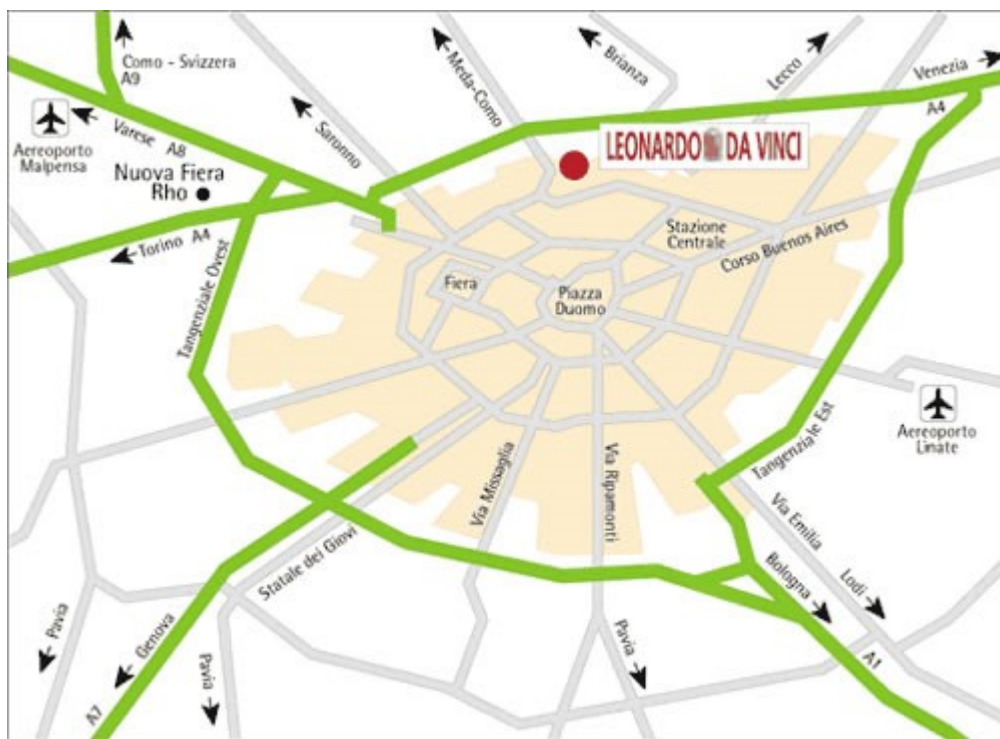 Como - Svizzera
A9
Meda-Como
Brianza
Lecco
Venezia
A4
Aereoporto
Malpensa
Varese A8
Saronno
LEONARDO DA VINCI
Nuova Fiera
Rho
Torino A4
Stazione
Centrale
Corso Buenos Aires
Fiera
Piazza
Duomo
Tangenziale Ovest
Aereoporto
Linate
Tangenziale Est
Via Missaglia
Via Ripamonti
Via Emilia
Statale dei Giovi
Bologna
Lodi
Pavia
Genova
Pavia
Pavia
A1
A7